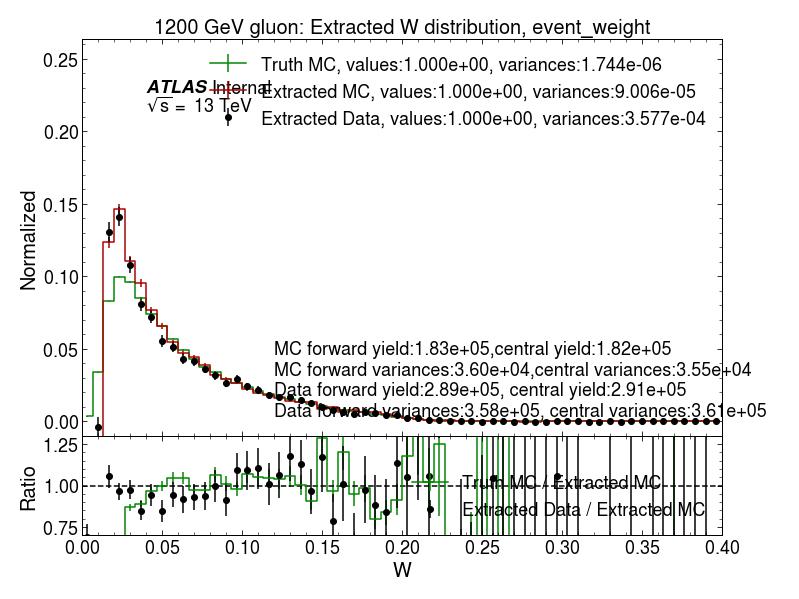 1200 GeV gluon: Extracted W distribution, event_weight
Truth MC, values:1.000e+00, variances:1.744e-06
ATLAS Internal
Extracted MC, values:1.000e+00, variances:9.006e-05
√s = 13 TeV
Extracted Data, values:1.000e+00, variances:3.577e-04
Normalized
0.25
0.20
0.15
0.10
0.05
0.00
MC forward yield:1.83e+05,central yield:1.82e+05
MC forward variances:3.60e+04,central variances:3.55e+04
Data forward yield:2.89e+05, central yield:2.91e+05
Data forward variances:3.58e+05, central variances:3.61e+05
Ratio
1.25
1.00
0.75
Truth MC / Extracted MC
Extracted Data / Extracted MC
0.00 0.05 0.10 0.15 0.20 0.25 0.30 0.35 0.40
W